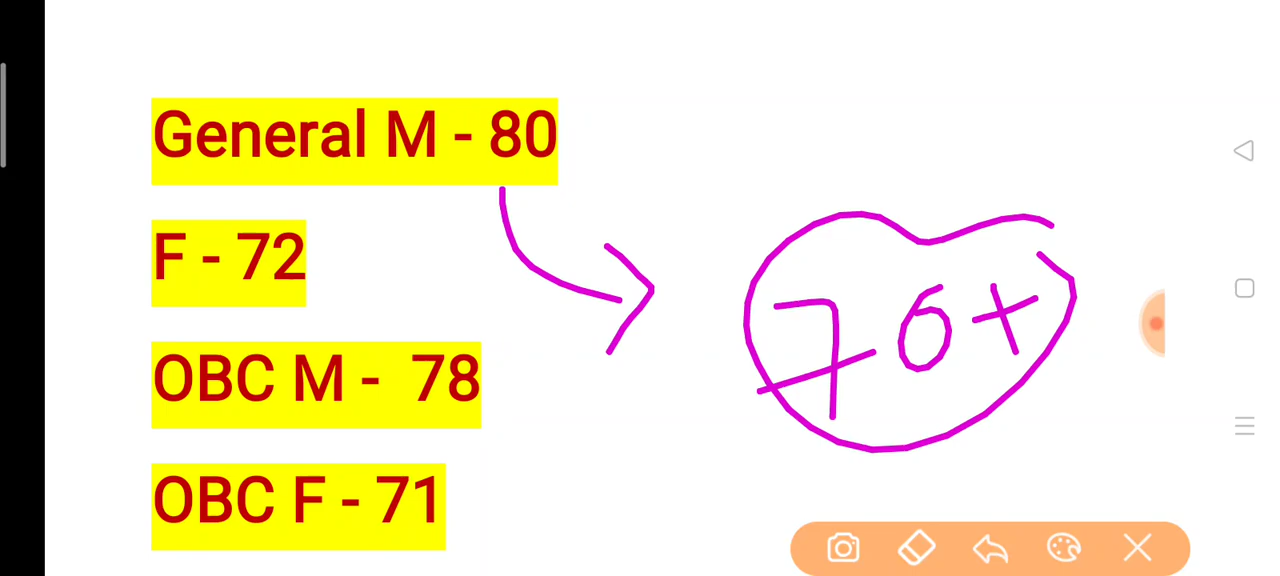 General M - 80
F - 72
OBC M - 78
OBC F - 71
70+